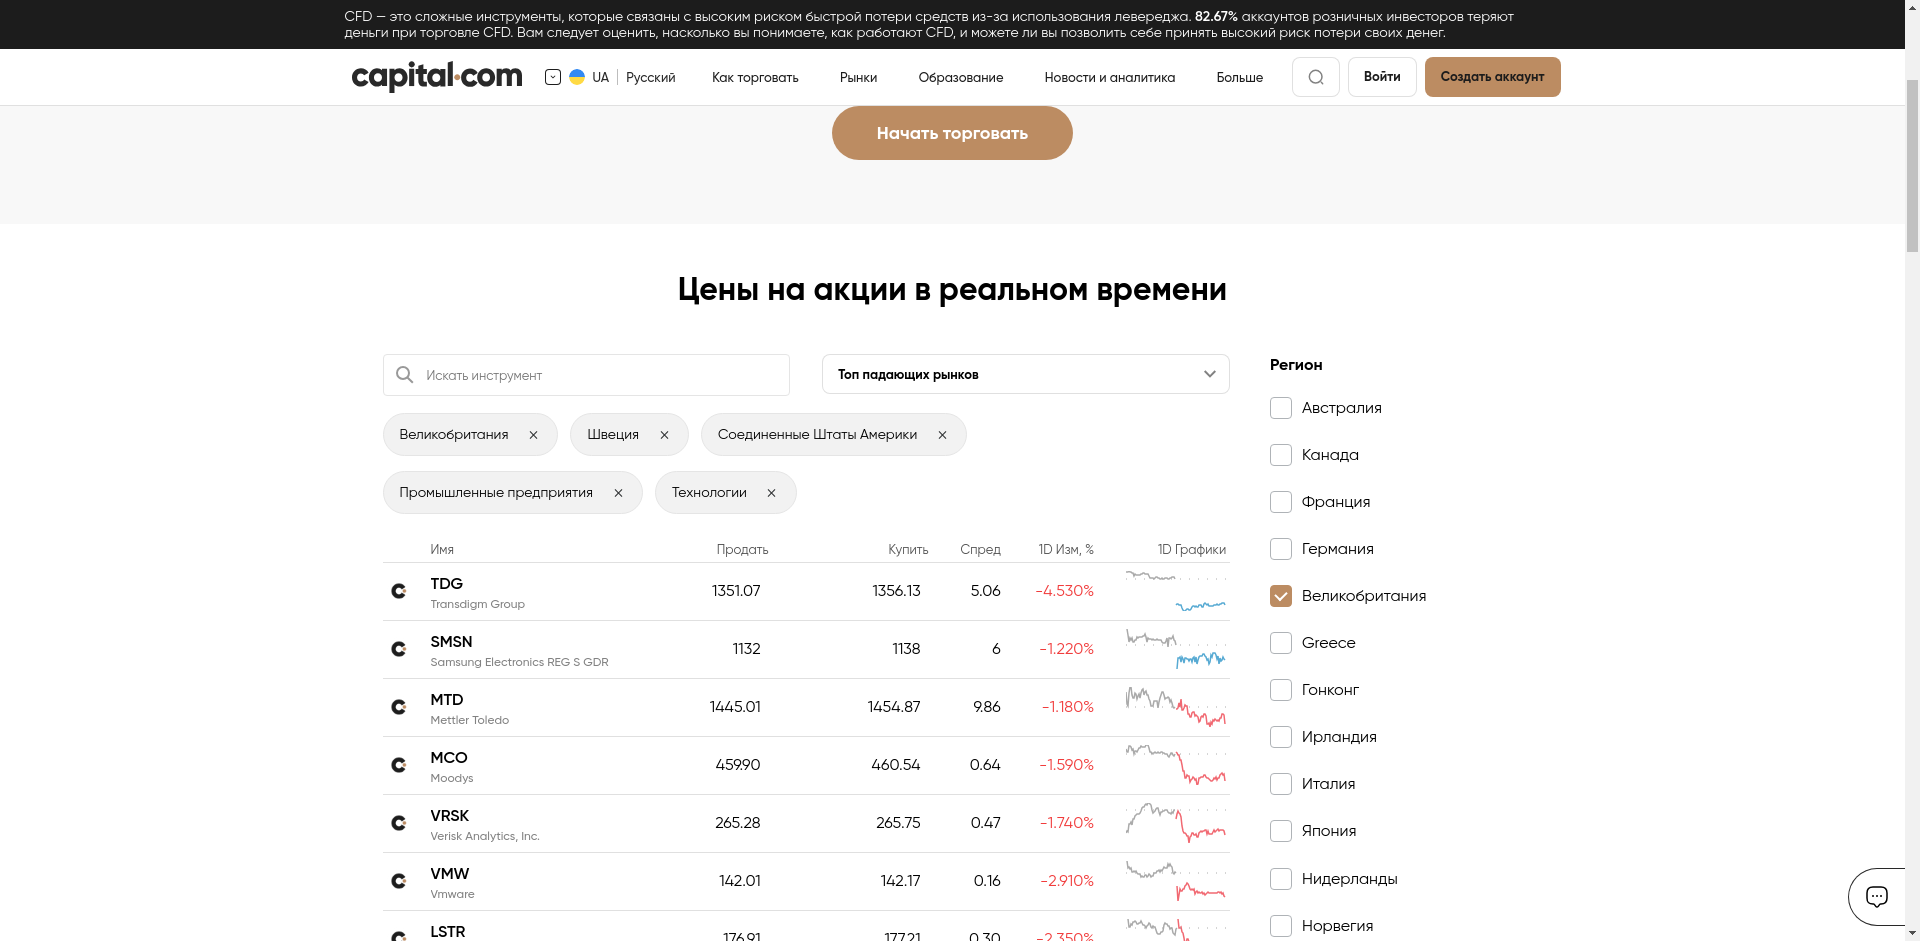 CFD — это сложные инструменты, которые связаны с высоким риском быстрой потери средств из-за использования левереджа. 82.67% аккаунтов розничных инвесторов теряют
деньги при торговле CFD. Вам следует оценить, насколько вы понимаете, как работают CFD, и можете ли вы позволить себе принять высокий риск потери своих денег.
capital.com UA Русский Как торговать Рынки Образование Новости и аналитика Больше Войти Создать аккаунт
Начать торговать
Цены на акции в реальном времени
Искать инструмент Топ падающих рынков
Великобритания × Швеция × Соединенные Штаты Америки ×
Промышленные предприятия × Технологии ×
Имя Продать Купить Спред 1D Изм, % 1D Графики
TDG 1351.07 1356.13 5.06 -4.530%
Transdigm Group
SMSN 1132 1138 6 -1.220%
Samsung Electronics REG S GDR
MTD 1445.01 1454.87 9.86 -1.180%
Mettler Toledo
MCO 459.90 460.54 0.64 -1.590%
Moodys
VRSK 265.28 265.75 0.47 -1.740%
Verisk Analytics, Inc.
VMW 142.01 142.17 0.16 -2.910%
Vmware
LSTR 176.91 177.21 0.30 -2.350%
Регион
Австралия
Канада
Франция
Германия
Великобритания
Greece
Гонконг
Ирландия
Италия
Япония
Нидерланды
Норвегия